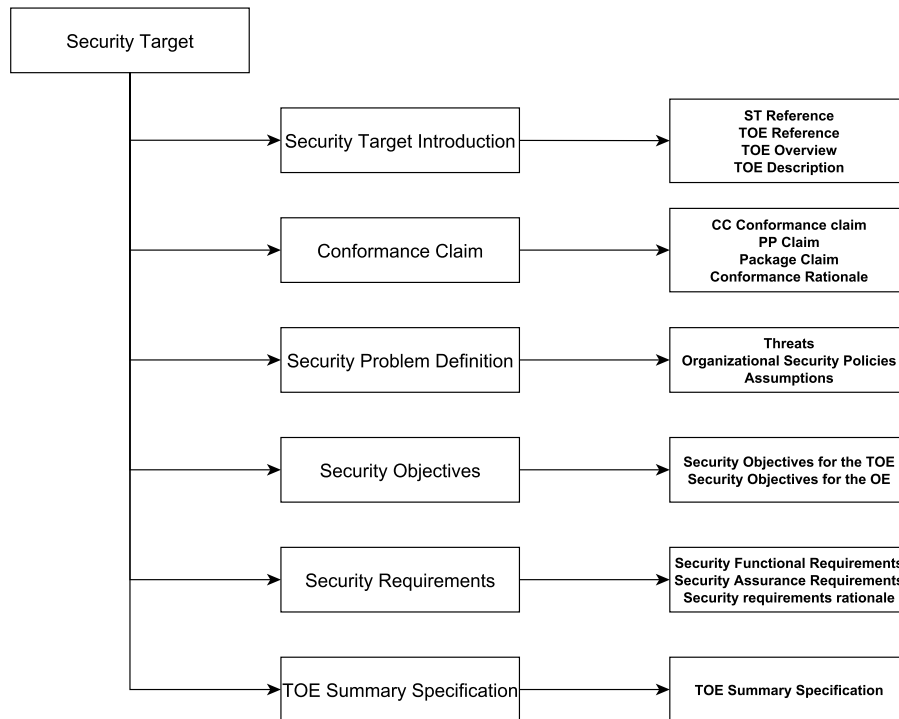 Security Target
Security Target Introduction
ST Reference
TOE Reference
TOE Overview
TOE Description
Conformance Claim
CC Conformance claim
PP Claim
Package Claim
Conformance Rationale
Security Problem Definition
Threats
Organizational Security Policies
Assumptions
Security Objectives
Security Objectives for the TOE
Security Objectives for the OE
Security Requirements
Security Functional Requirements
Security Assurance Requirements
Security requirements rationale
TOE Summary Specification
TOE Summary Specification